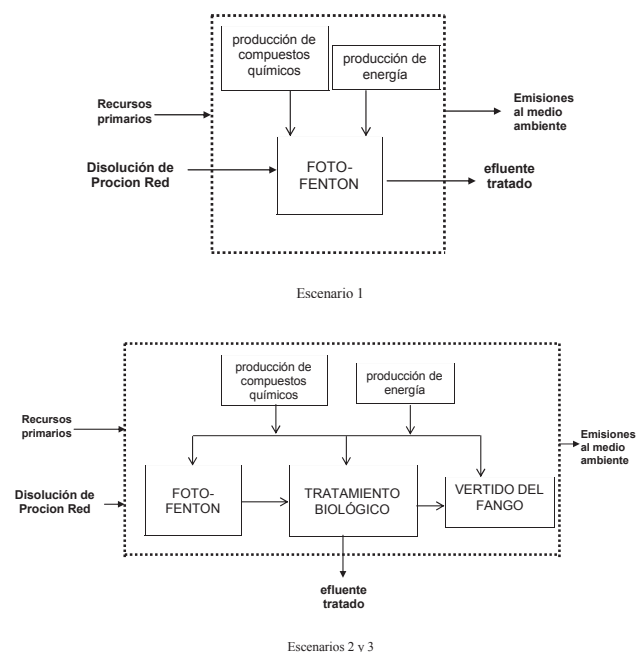 producción de
compuestos
químicos
producción de
energía
Recursos
primarios
Emisiones
al medio
ambiente
Disolución de
Procion Red
FOTO-
FENTON
efluente
tratado
Escenario 1
producción de
compuestos
químicos
producción de
energía
Recursos
primarios
Emisiones
al medio
ambiente
Disolución de
Procion Red
FOTO-
FENTON
TRATAMIENTO
BIOLÓGICO
VERTIDO DEL
FANGO
efluente
tratado
Escenarios 2 y 3